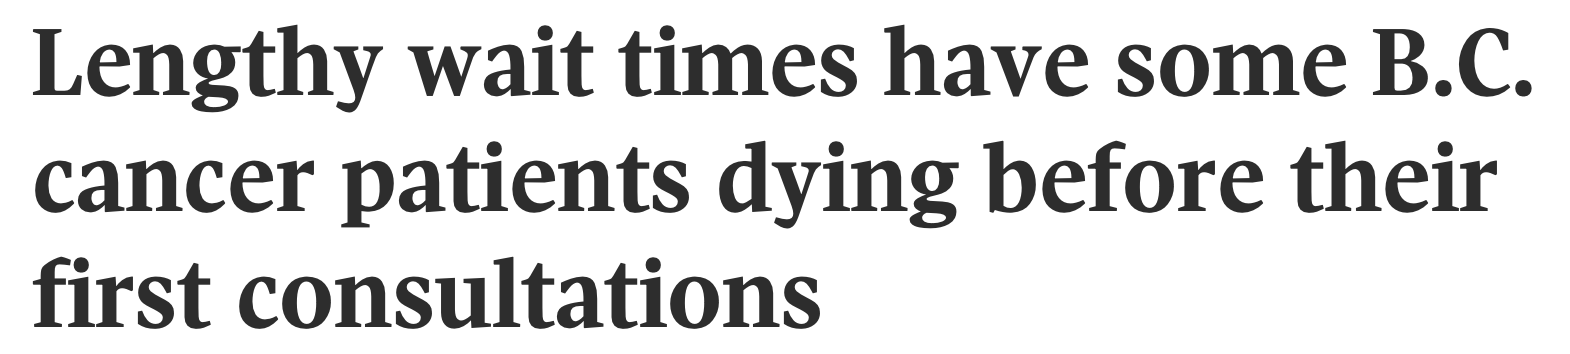 Lengthy wait times have some B.C.
cancer patients dying before their
first consultations